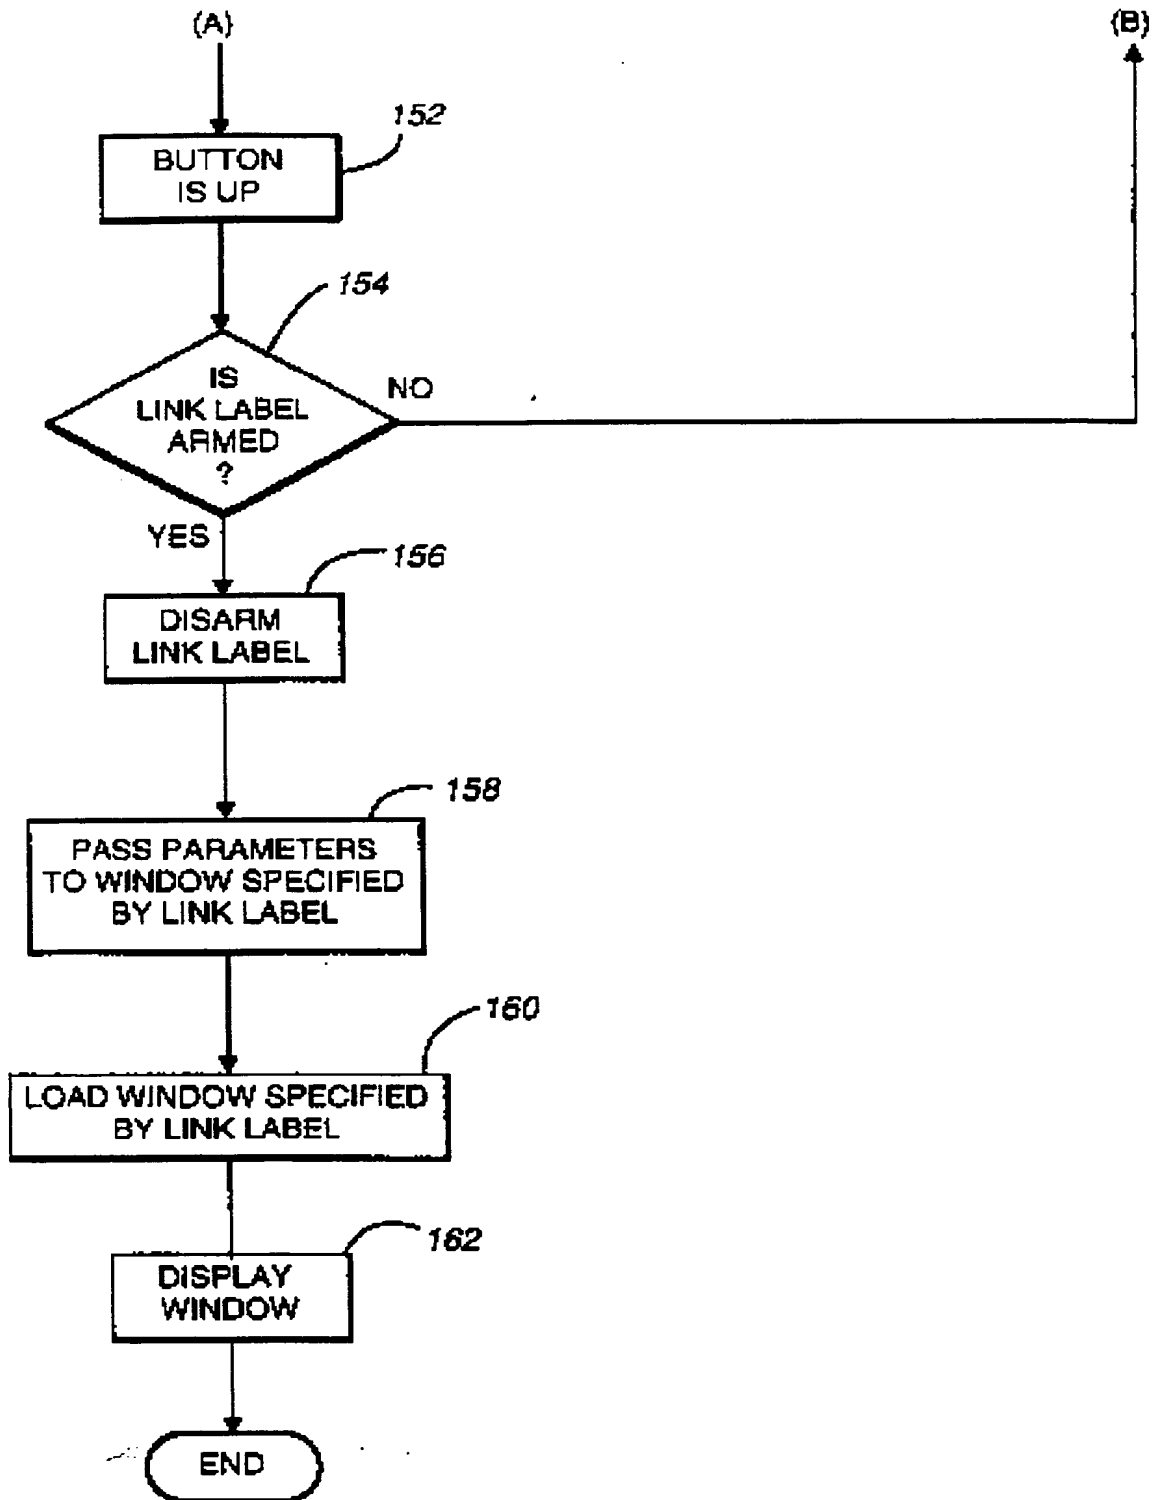 (A)
(B)
152
BUTTON
IS UP
154
IS
LINK LABEL
ARMED
?
NO
YES
156
DISARM
LINK LABEL
158
PASS PARAMETERS
TO WINDOW SPECIFIED
BY LINK LABEL
160
LOAD WINDOW SPECIFIED
BY LINK LABEL
162
DISPLAY
WINDOW
END